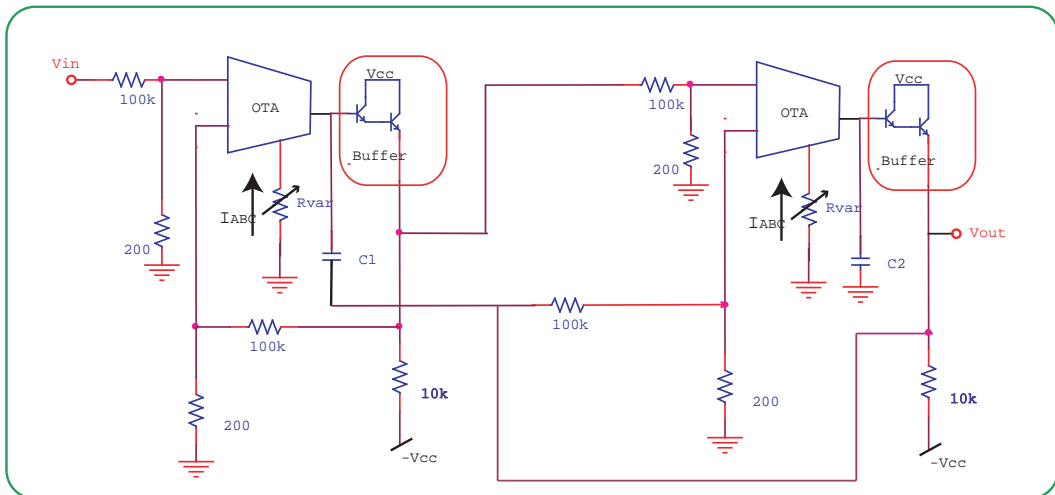 Vin
100k
OTA
Vcc
Buffer
IABC
Rvar
200
C1
100k
200
10k
-Vcc
100k
OTA
Vcc
Buffer
200
IABC
Rvar
C2
Vout
100k
200
10k
-Vcc